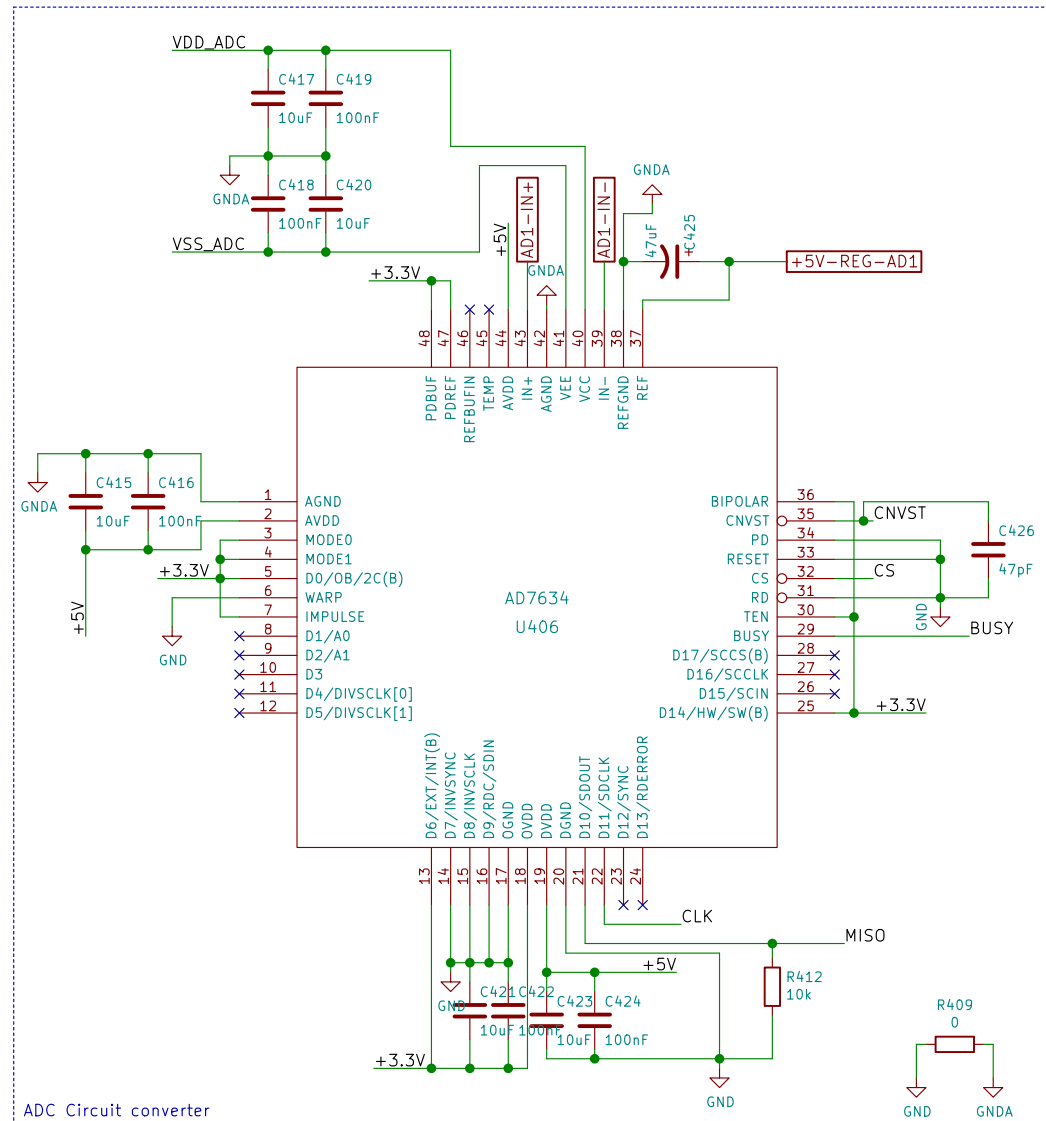 VDD_ADC
C417
10uF
C419
100nF
GNDA
C418
100nF
C420
10uF
VSS_ADC
+3.3V
+5V
AD1-IN+
GNDA
AD1-IN-
GNDA
47uF
+
C425
+5V-REG-AD1
48
47
46
45
44
43
42
41
40
39
38
37
PDBUF
PDREF
REFBUFIN
TEMP
AVDD
IN+
AGND
VEE
VCC
IN-
REFGND
REF
GNDA
C415
10uF
C416
100nF
+5V
+3.3V
GND
1 AGND
2 AVDD
3 MODE0
4 MODE1
5 D0/OB/2C(B)
6 WARP
7 IMPULSE
8 D1/A0
9 D2/A1
10 D3
11 D4/DIVSCLK[0]
12 D5/DIVSCLK[1]
AD7634
U406
BIPOLAR 36
CNVST 35
PD 34
RESET 33
CS 32
RD 31
TEN 30
BUSY 29
D17/SCCS(B) 28
D16/SCCLK 27
D15/SCIN 26
D14/HW/SW(B) 25
CNVST
CS
GND
BUSY
+3.3V
C426
47pF
D6/EXT/INT(B)
D7/INVSYNC
D8/INVSCLK
D9/RDC/SDIN
OGND
OVDD
DVDD
DGND
D10/SDOUT
D11/SDCLK
D12/SYNC
D13/RDERROR
13
14
15
16
17
18
19
20
21
22
23
24
CLK
MISO
+5V
GND
C421
10uF
C422
100nF
C423
10uF
C424
100nF
R412
10k
+3.3V
GND
R409
0
GND
GNDA
ADC Circuit converter